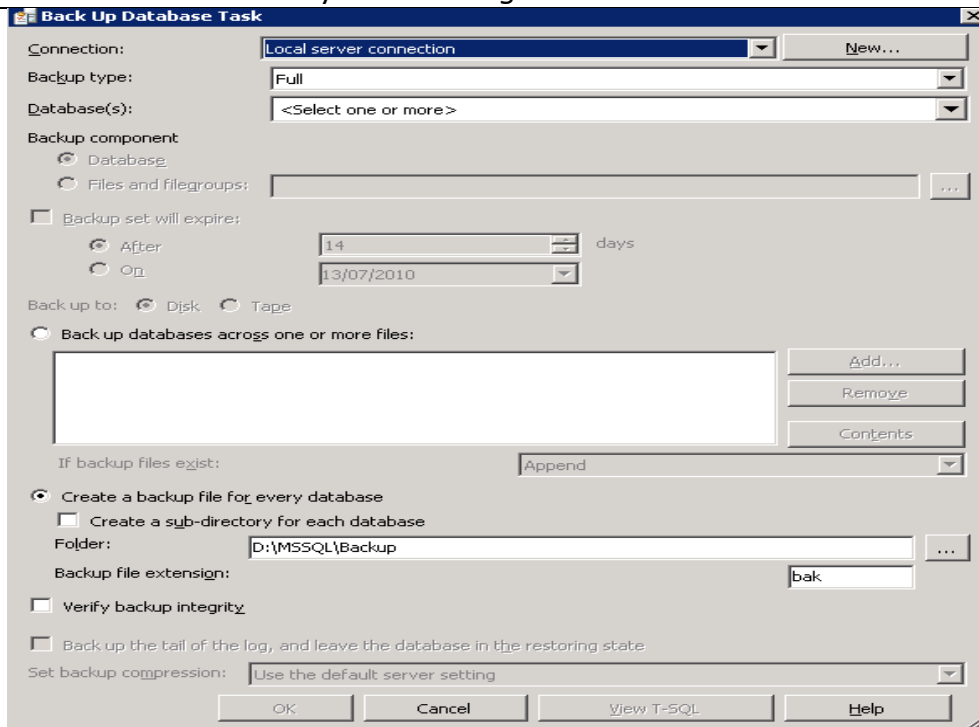 Back Up Database Task
Connection: Local server connection New...
Backup type: Full
Database(s): <Select one or more>
Backup component
Database
Files and filegroups: ...
Backup set will expire:
After 14 days
On 13/07/2010
Back up to: Disk Tape
Back up databases across one or more files:
Add...
Remove
Contents
If backup files exist: Append
Create a backup file for every database
Create a sub-directory for each database
Folder: D:\MSSQL\Backup ...
Backup file extension: bak
Verify backup integrity
Back up the tail of the log, and leave the database in the restoring state
Set backup compression: Use the default server setting
OK Cancel View T-SQL Help